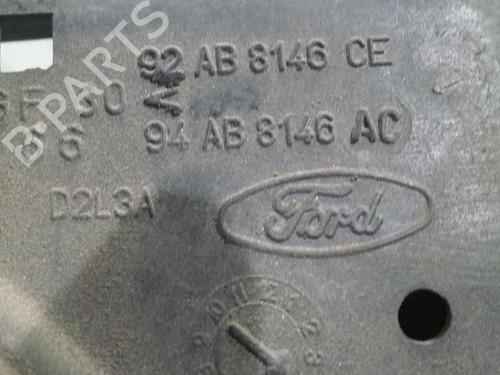 92 AB 8146 CE
94 AB 8146 AC
D2L3A
Ford
B-PARTS